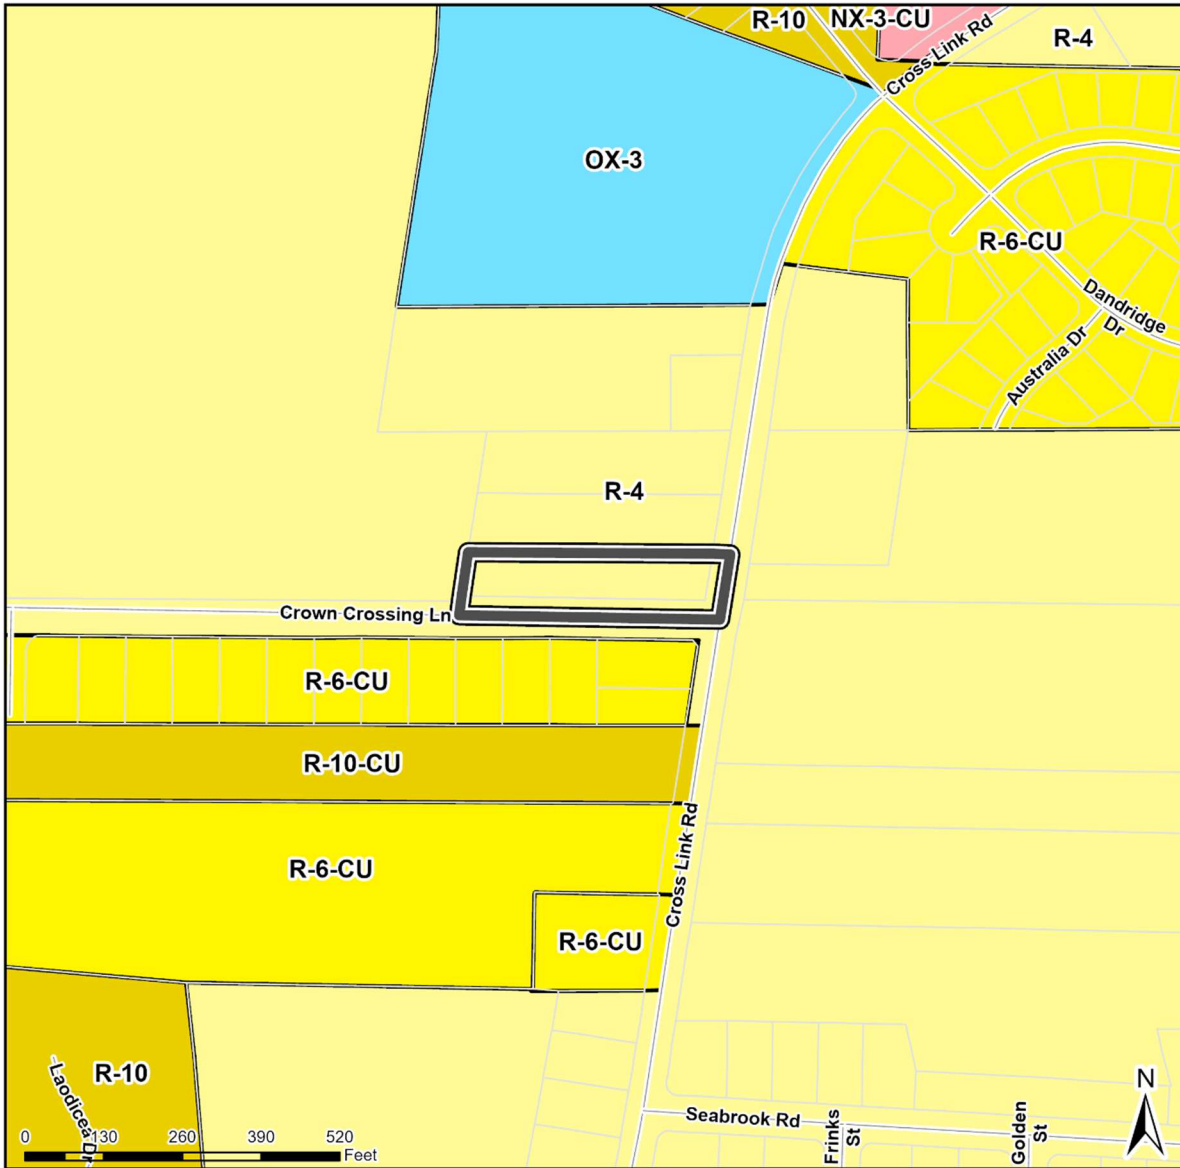 R-10
NX-3-CU
Cross Link Rd
R-4
OX-3
R-6-CU
Dandridge
Dr
Australia Dr
R-4
Crown Crossing Ln
R-6-CU
R-10-CU
R-6-CU
Cross Link Rd
R-6-CU
R-10
Laodicea Dr
Seabrook Rd
Frinks
St
Golden
St
N
0 130 260 390 520
Feet